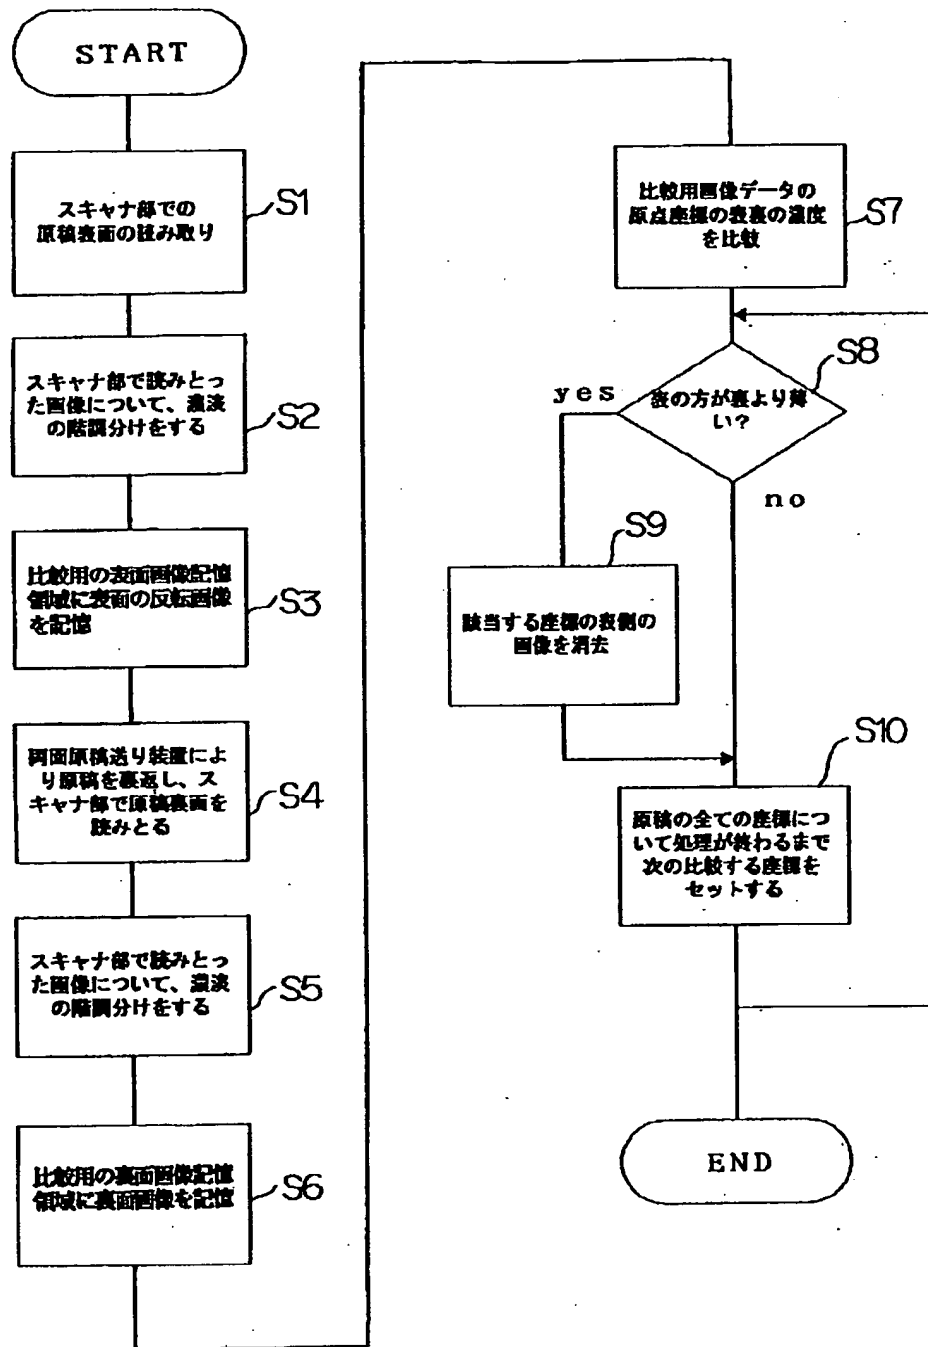 START
スキャナ部での
原稿表面の読み取り
S1
スキャナ部で読みとっ
た画像について、濃淡
の階調分けをする
S2
比較用の表面画像記憶
領域に表面の反転画像
を記憶
S3
両面原稿送り装置によ
り原稿を裏返し、ス
キャナ部で原稿裏面を
読みとる
S4
スキャナ部で読みとっ
た画像について、濃淡
の階調分けをする
S5
比較用の裏面画像記憶
領域に裏面画像を記憶
S6
比較用画像データの
原点座標の表裏の濃度
を比較
S7
表の方が裏より薄
い?
S8
yes
no
該当する座標の表側の
画像を消去
S9
原稿の全ての座標につ
いて処理が終わるまで
次の比較する座標を
セットする
S10
END